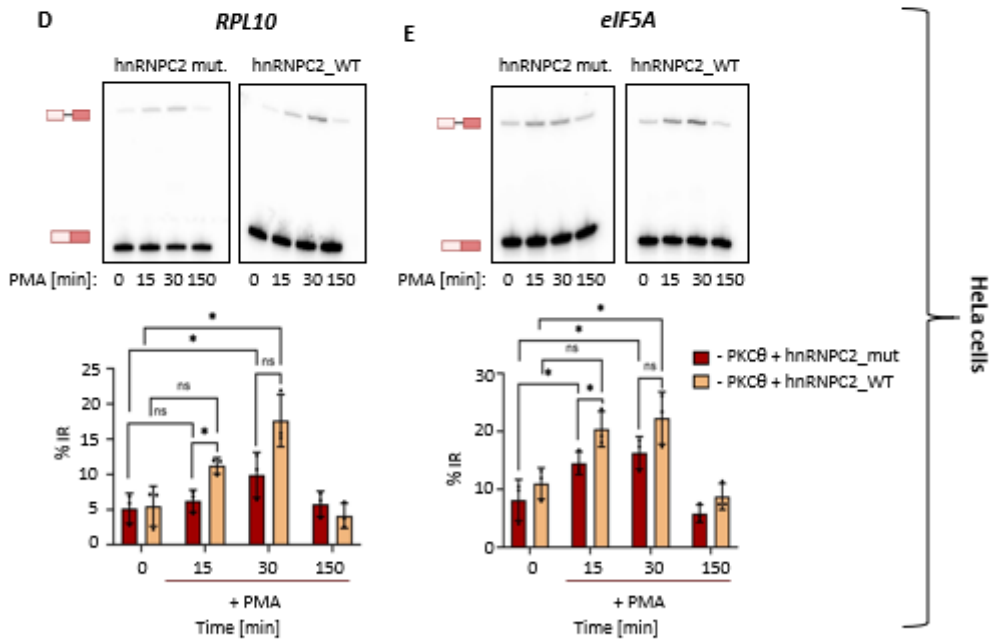 D
RPL10
hnRNPC2 mut.
hnRNPC2_WT
PMA [min]: 0 15 30 150 0 15 30 150
* 
*
ns
ns
ns
*
% IR
25
20
15
10
5
0
0 15 30 150
+ PMA
Time [min]
E
eIF5A
hnRNPC2 mut.
hnRNPC2_WT
PMA [min]: 0 15 30 150 0 15 30 150
*
*
ns
ns
*
*
% IR
30
20
10
0
0 15 30 150
+ PMA
Time [min]
- PKCθ + hnRNPC2_mut
- PKCθ + hnRNPC2_WT
HeLa cells